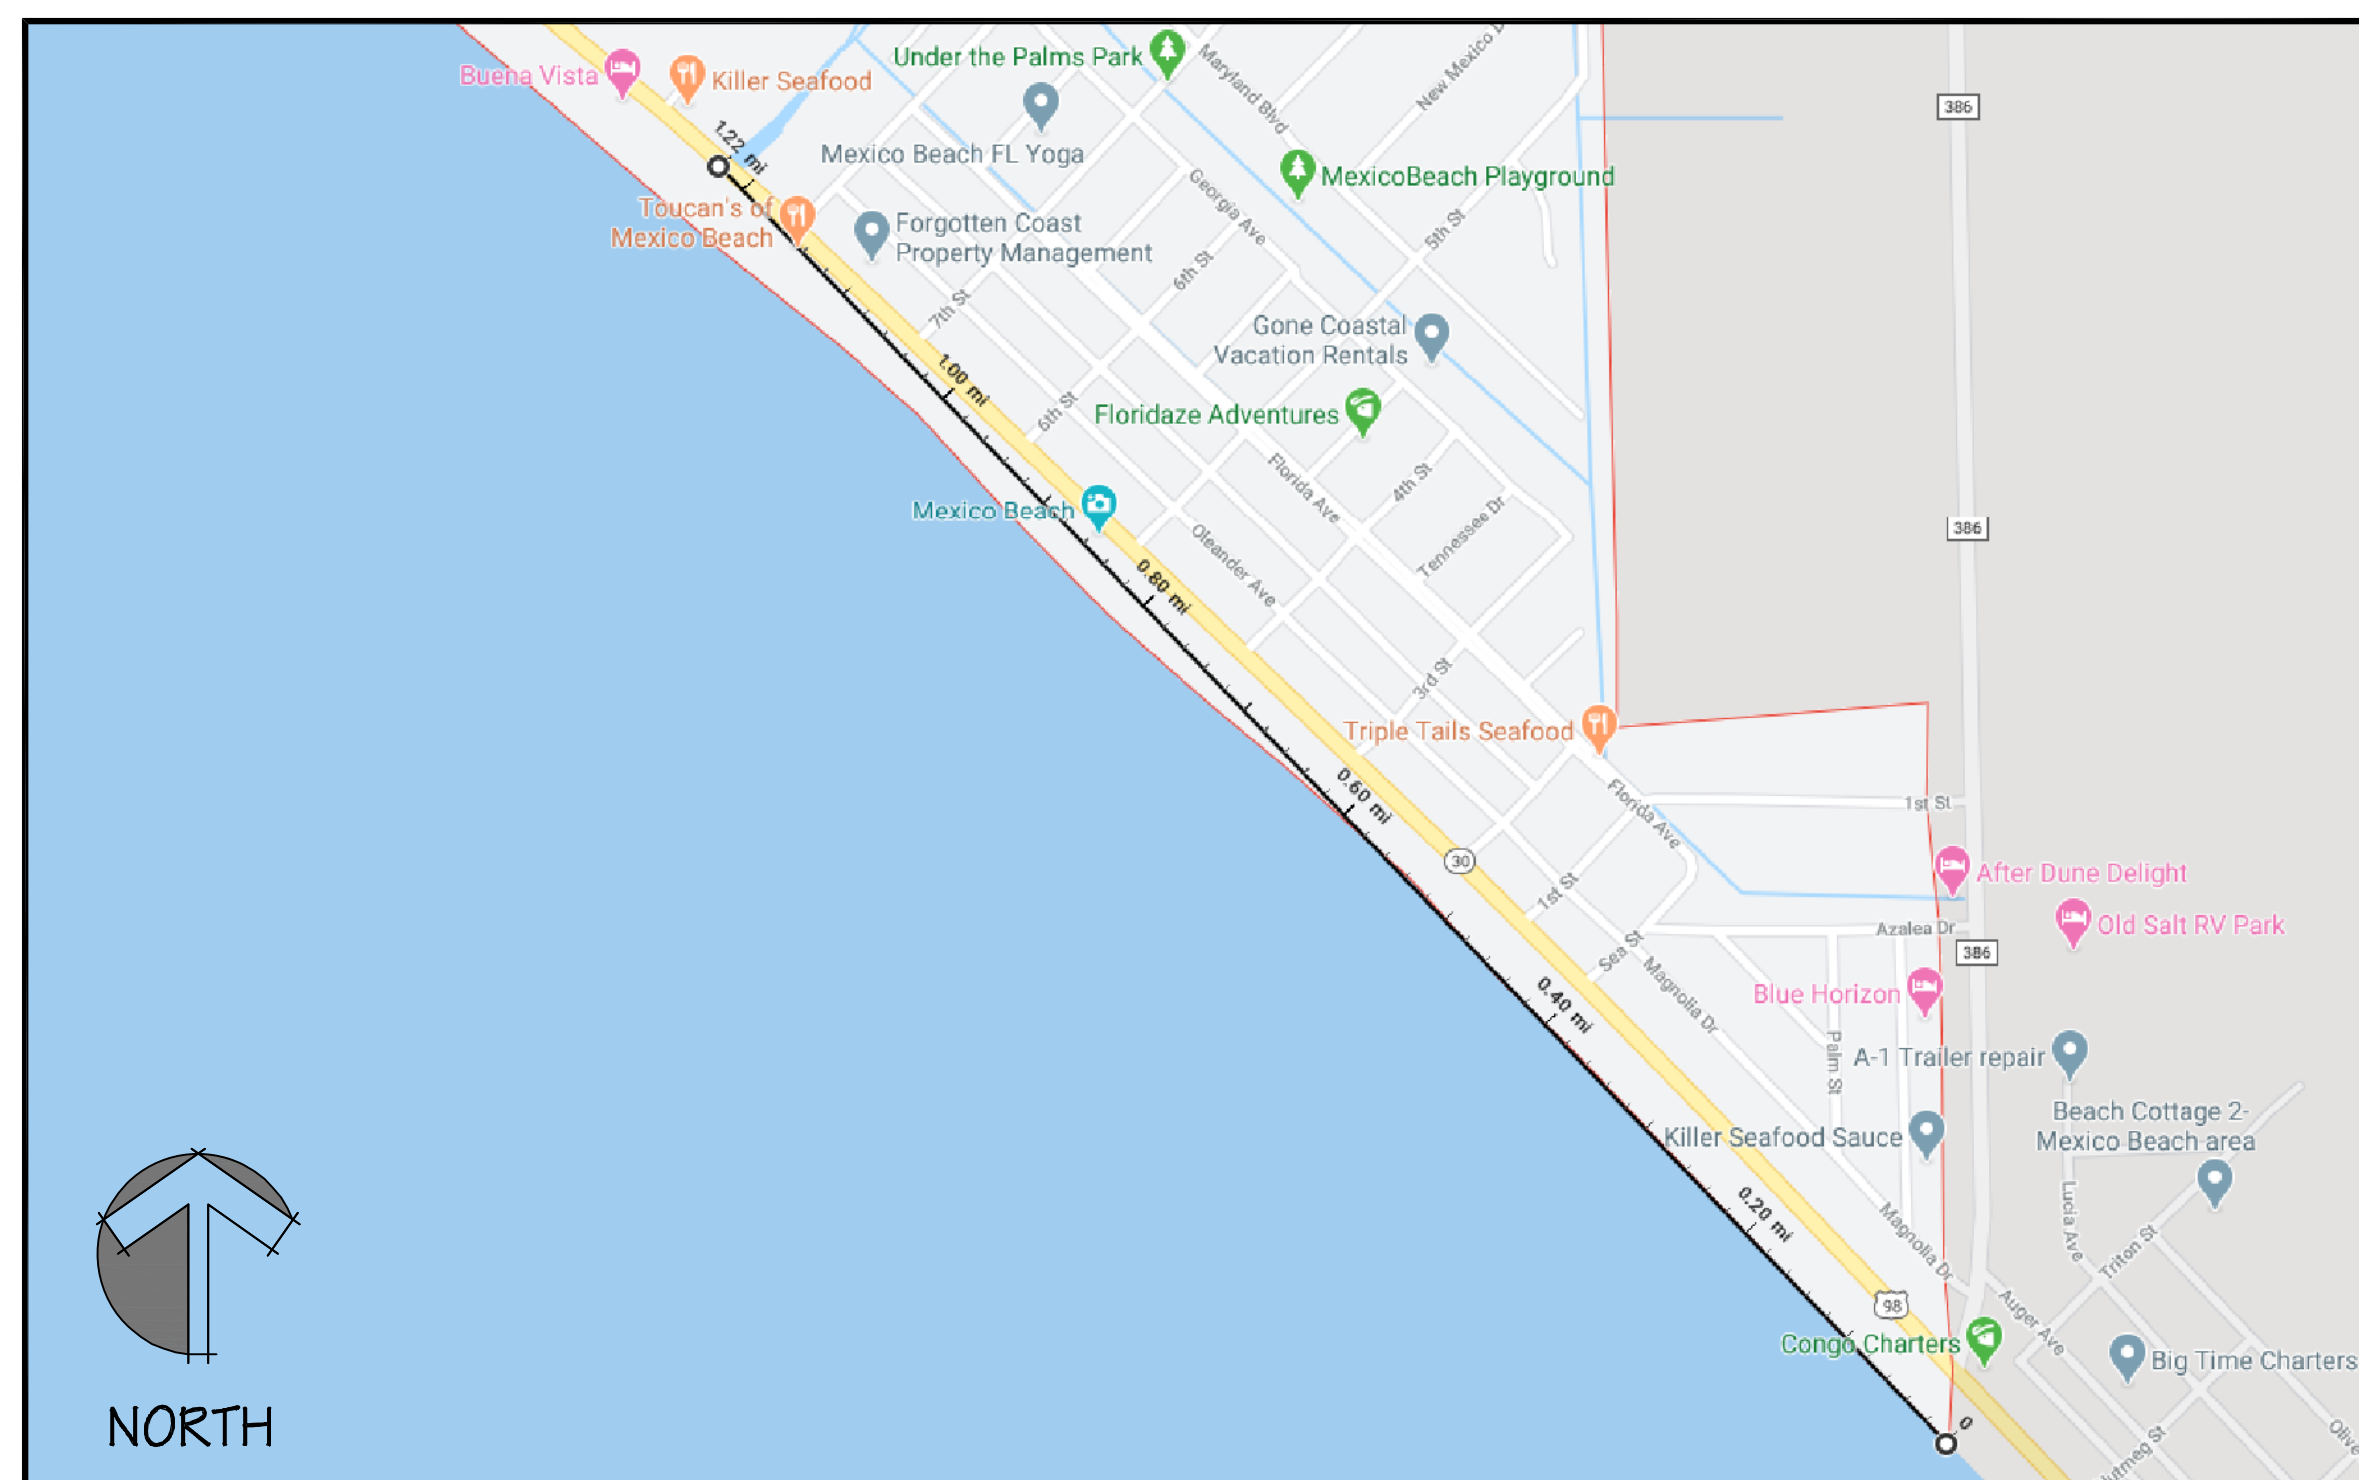 Buena Vista
Killer Seafood
Under the Palms Park
Maryland Blvd
New Mexico D
386
1.22 mi
Mexico Beach FL Yoga
MexicoBeach Playground
Toucan's of
Mexico Beach
Forgotten Coast
Property Management
Georgia Ave
6th St
5th St
7th St
Gone Coastal
Vacation Rentals
1.00 mi
6th St
Floridaze Adventures
Florida Ave
4th St
Mexico Beach
386
Oleander Ave
Tennessee Dr
0.80 mi
3rd St
Triple Tails Seafood
0.60 mi
Florida Ave
1st St
30
1st St
After Dune Delight
Old Salt RV Park
Azalea Dr
386
Sea St
Magnolia Dr
0.40 mi
Blue Horizon
Palm St
A-1 Trailer repair
Beach Cottage 2-
Mexico Beach area
Killer Seafood Sauce
0.20 mi
Magnolia Dr
Lucia Ave
Triton St
98
Auger Ave
Congo Charters
Big Time Charters
0
Olive
utmeg St
NORTH